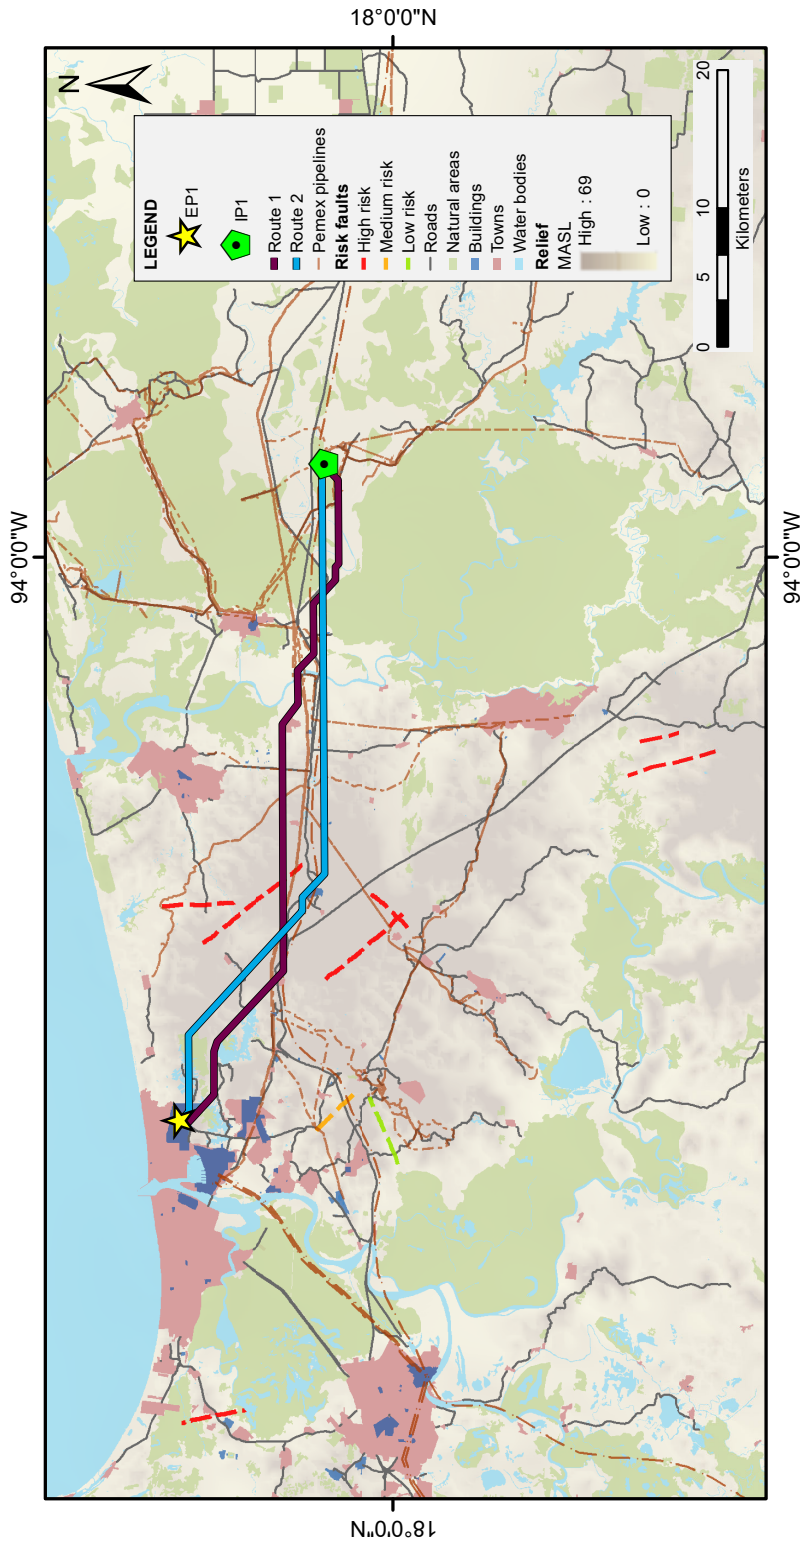 18°0'0"N
94°0'0"W
N
LEGEND
EP1
IP1
Route 1
Route 2
Pemex pipelines
Risk faults
High risk
Medium risk
Low risk
Roads
Natural areas
Buildings
Towns
Water bodies
Relief
MASL
High : 69
Low : 0
0 5 10 20
Kilometers
94°0'0"W
18°0'0"N